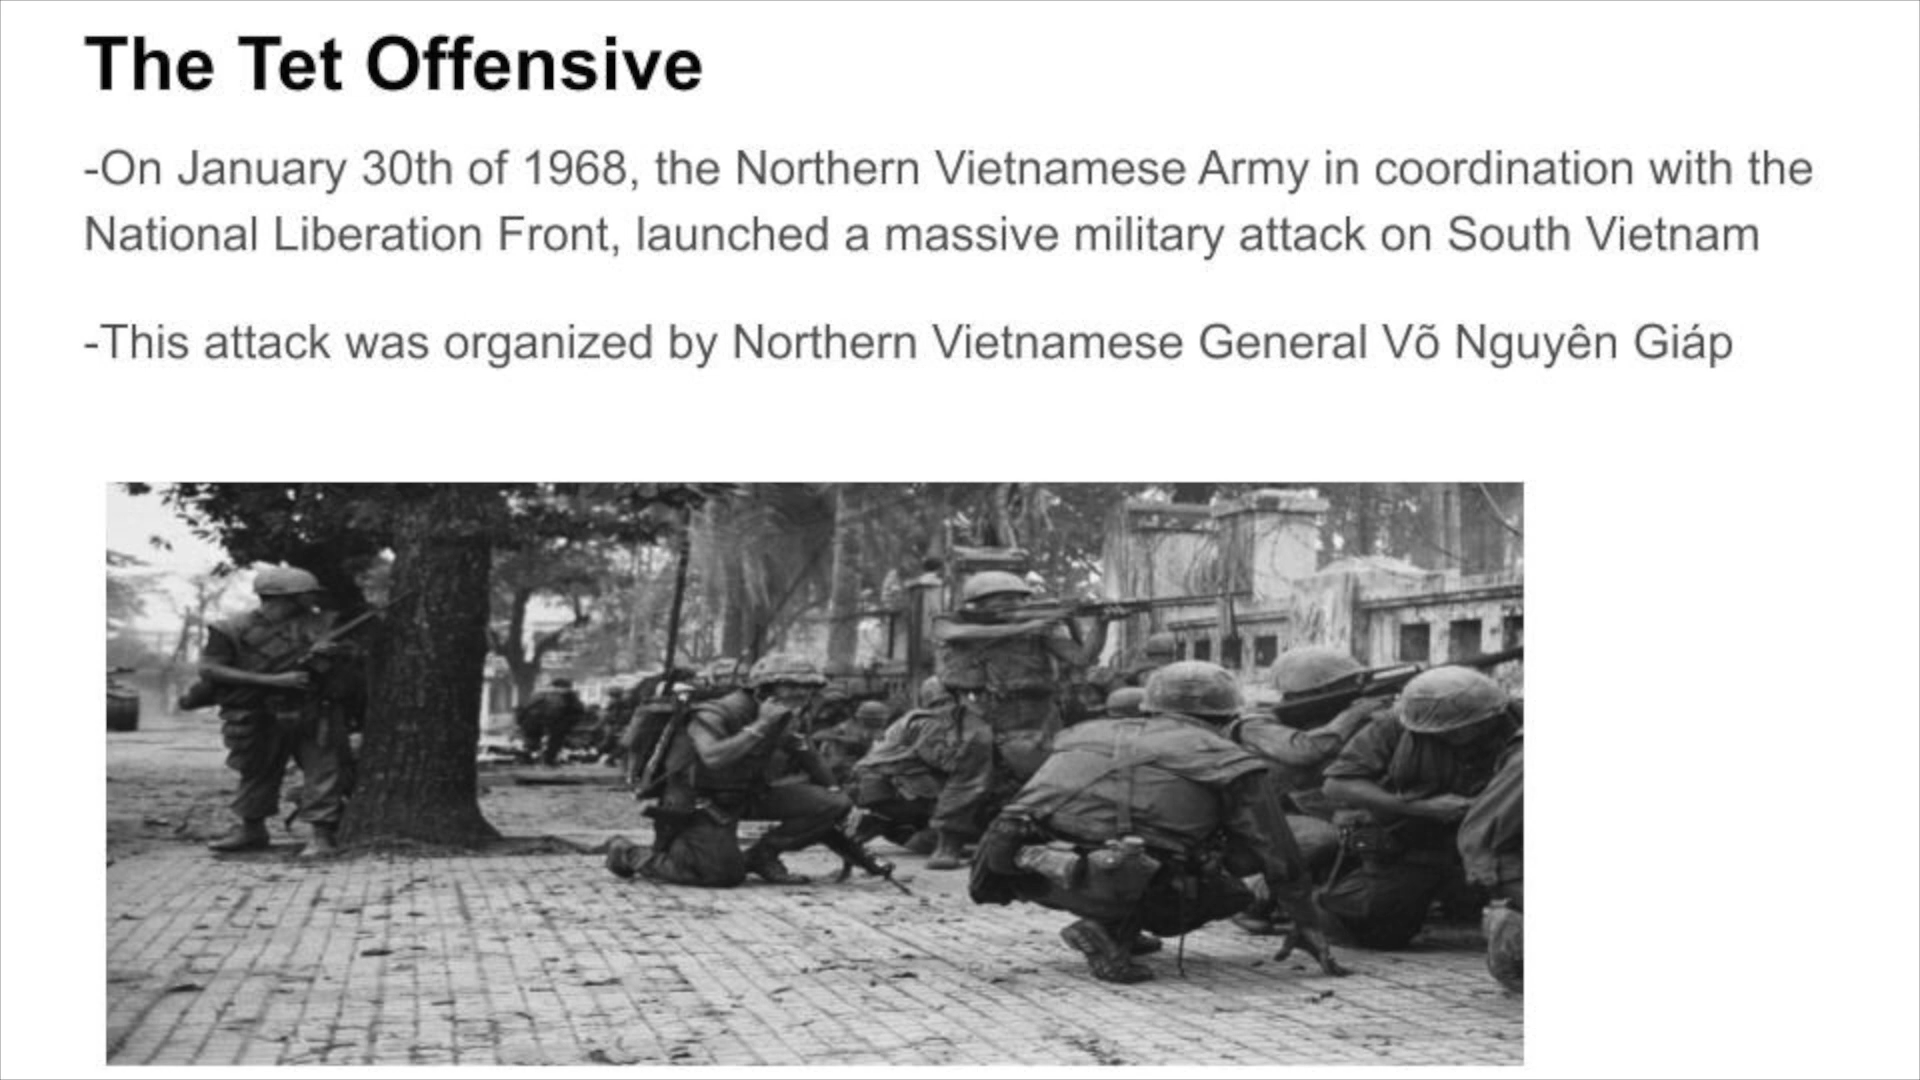 The Tet Offensive
-On January 30th of 1968, the Northern Vietnamese Army in coordination with the
National Liberation Front, launched a massive military attack on South Vietnam
-This attack was organized by Northern Vietnamese General Võ Nguyên Giáp